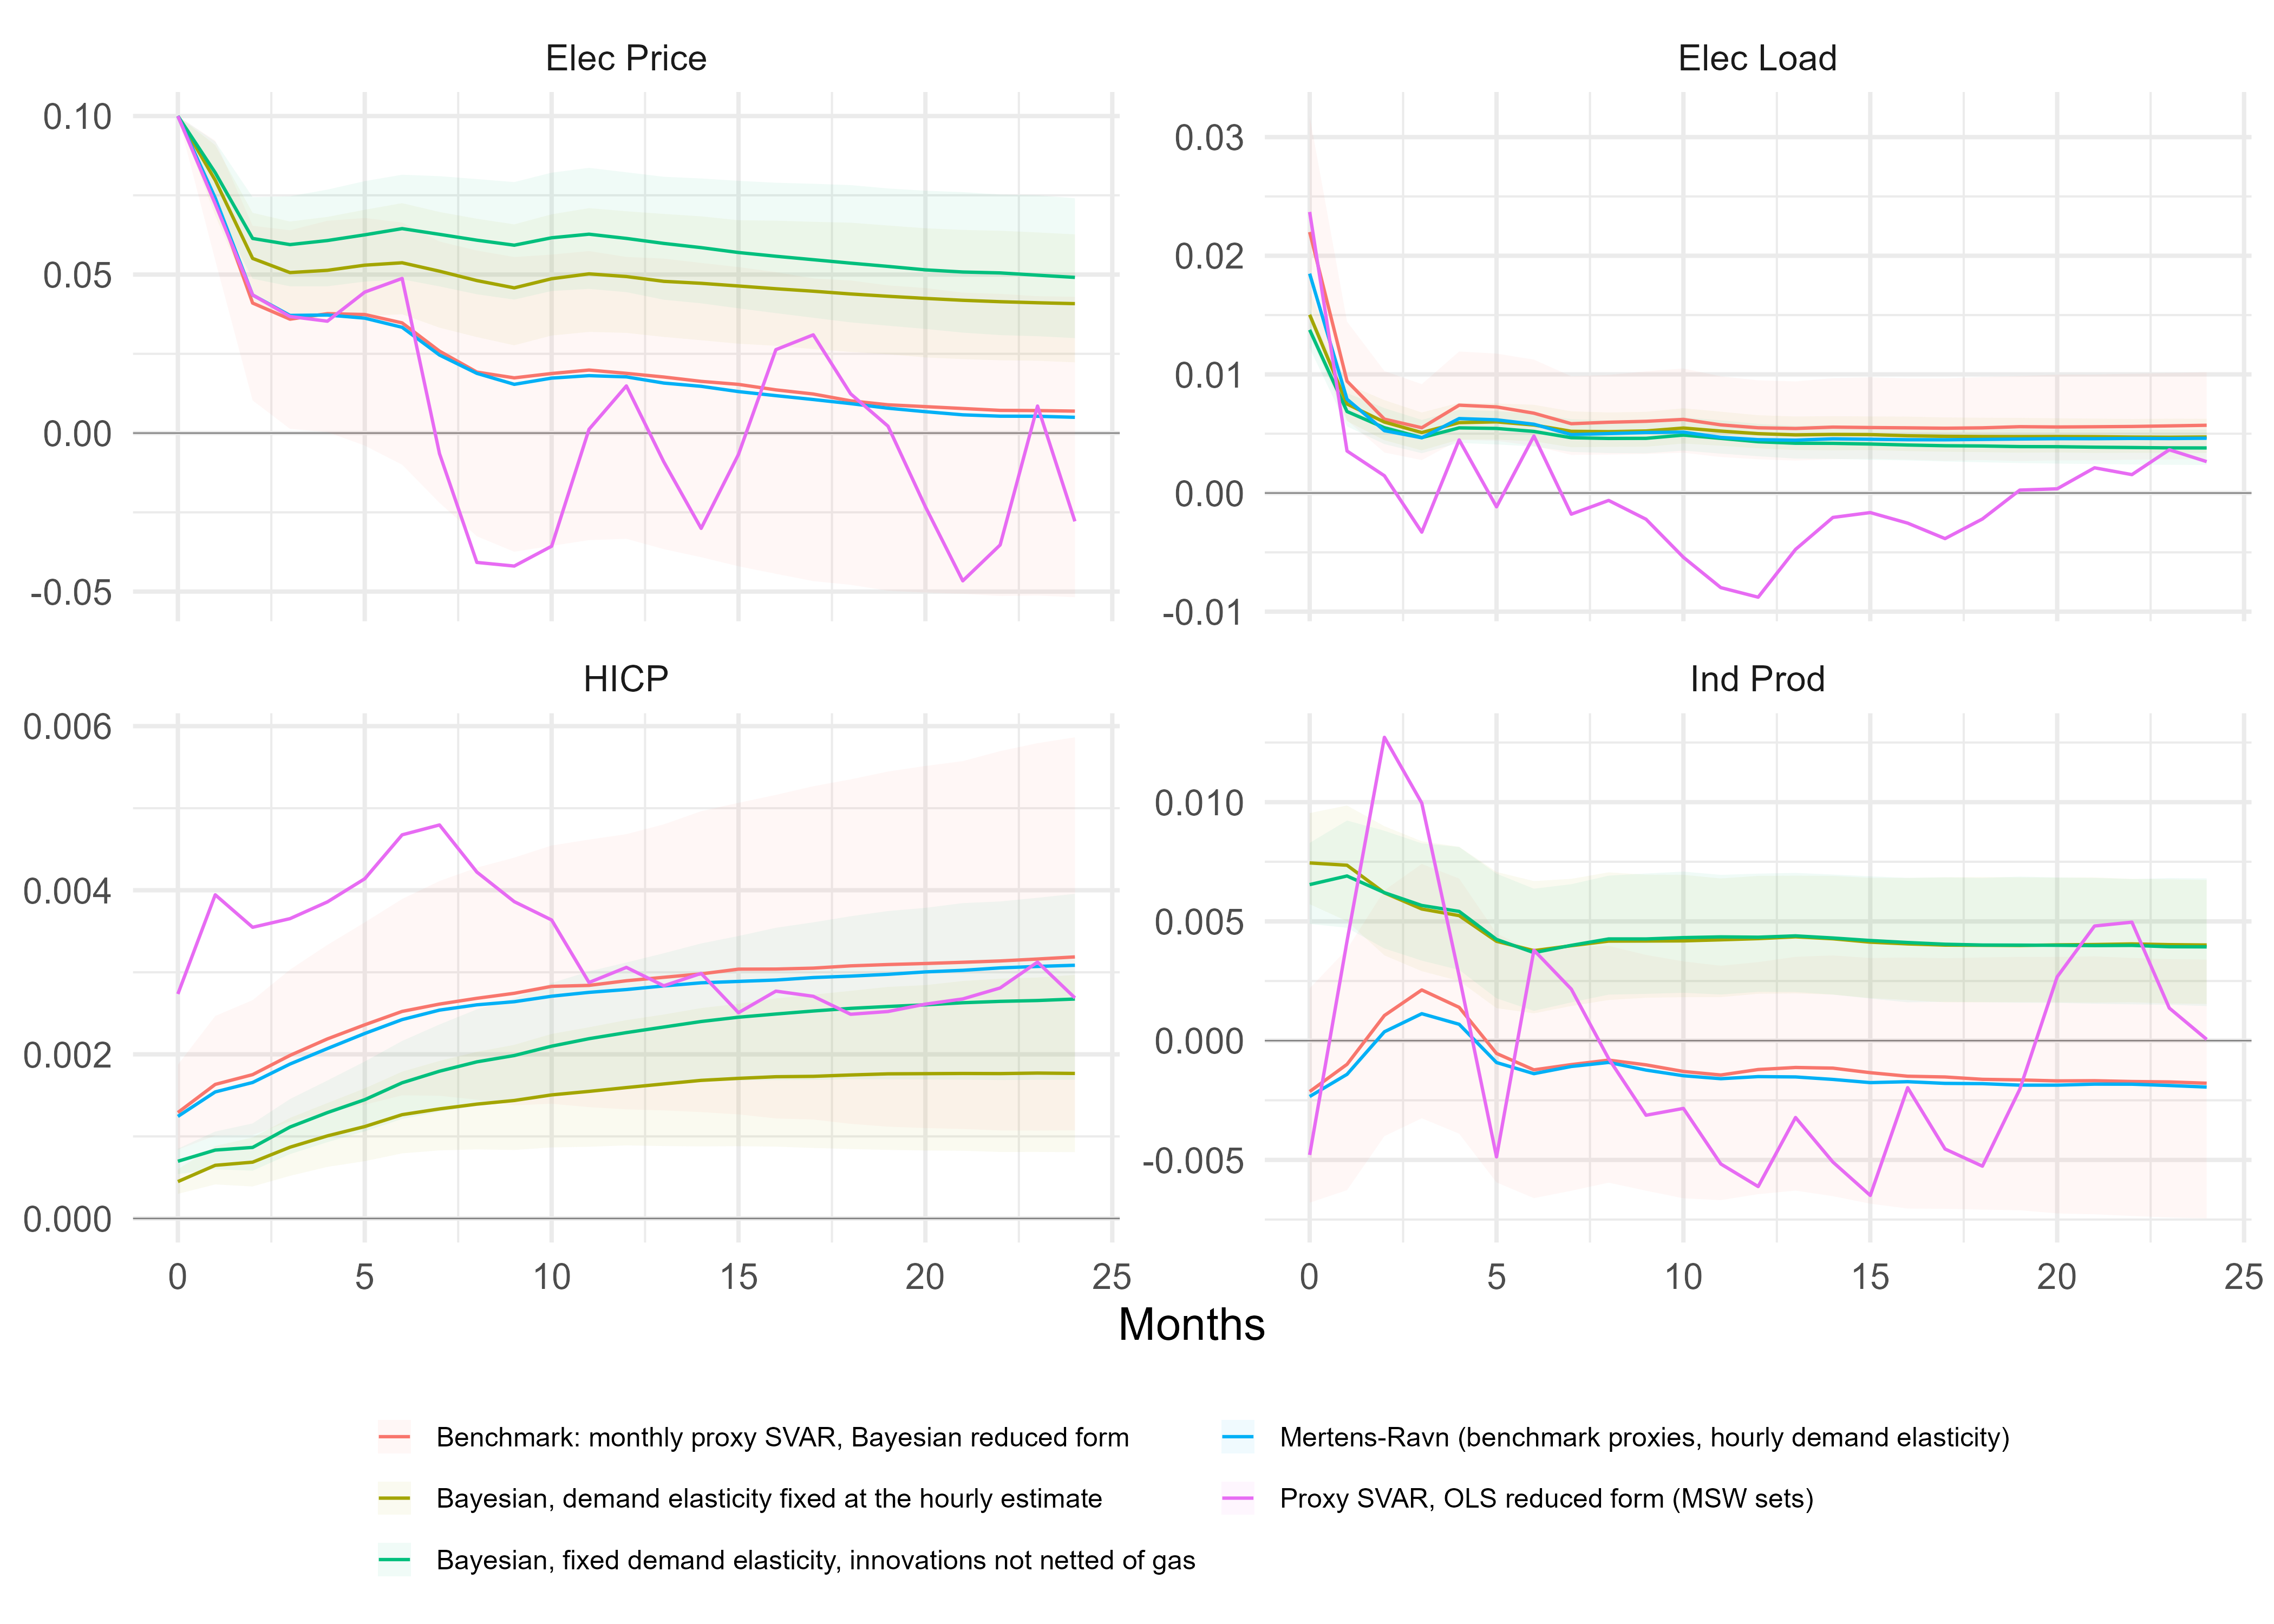 Elec Price
Elec Load
0.10
0.05
0.00
-0.05
0.03
0.02
0.01
0.00
-0.01
HICP
Ind Prod
0.006
0.004
0.002
0.000
0.010
0.005
0.000
-0.005
0 5 10 15 20 25
0 5 10 15 20 25
Months
Benchmark: monthly proxy SVAR, Bayesian reduced form
Bayesian, demand elasticity fixed at the hourly estimate
Bayesian, fixed demand elasticity, innovations not netted of gas
Mertens-Ravn (benchmark proxies, hourly demand elasticity)
Proxy SVAR, OLS reduced form (MSW sets)